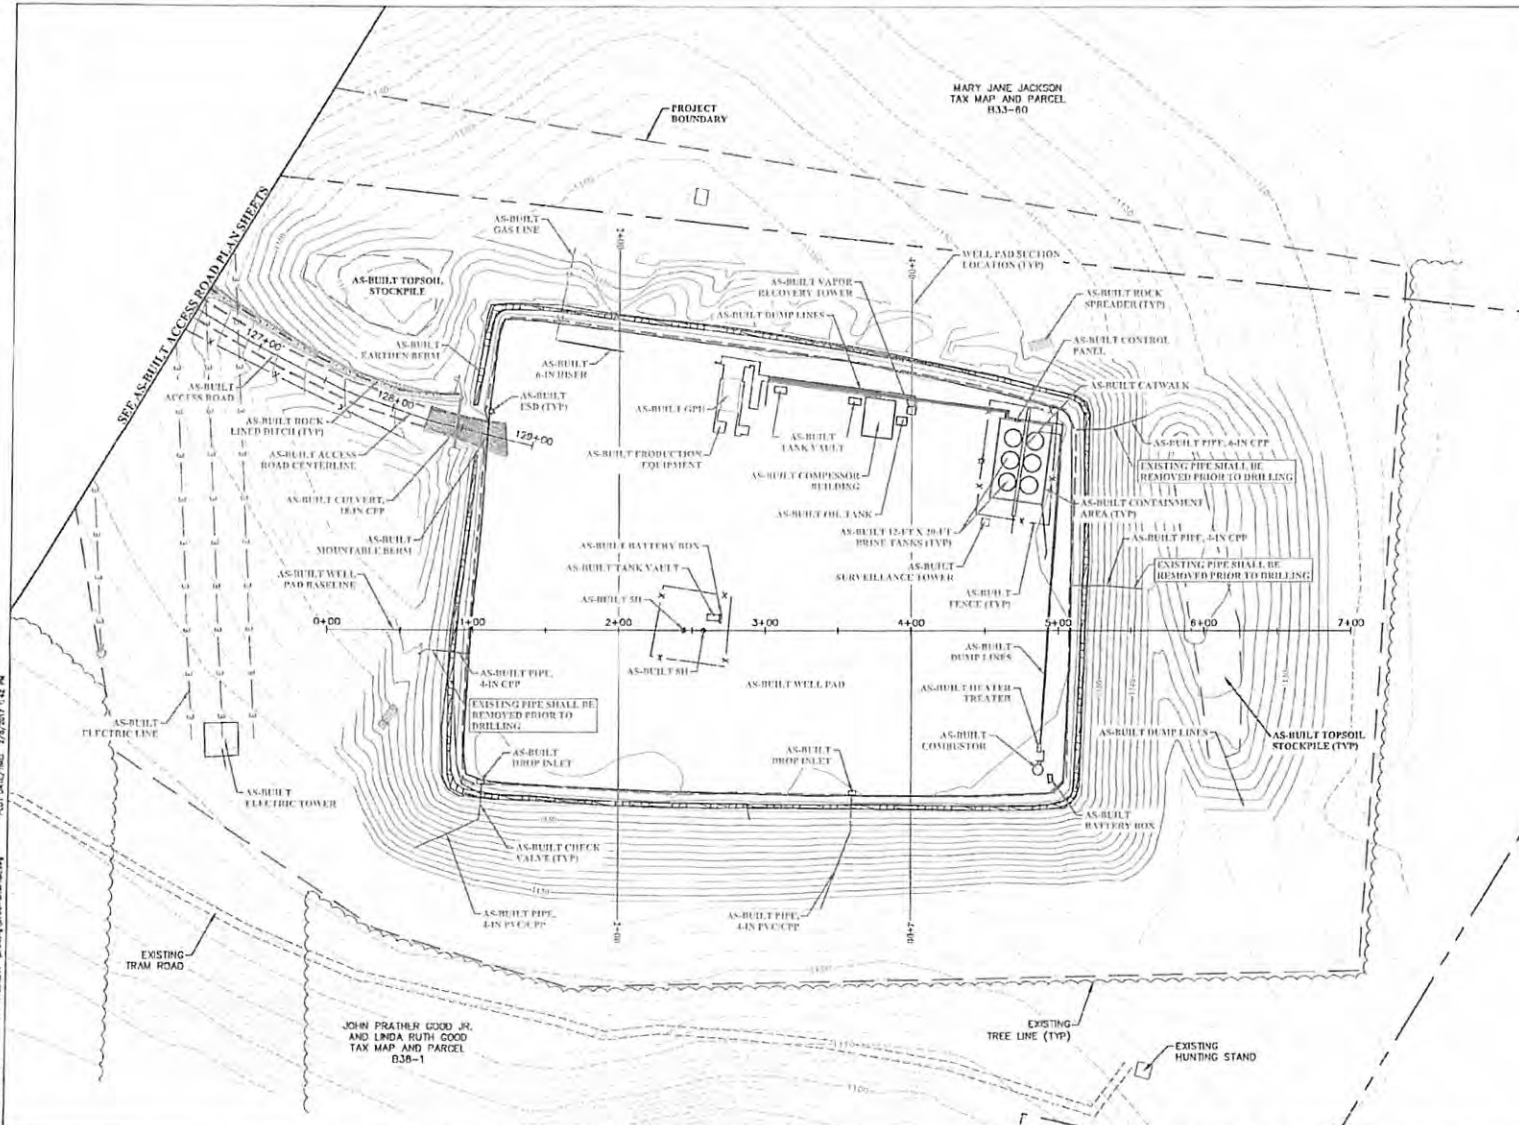 MARY JANE JACKSON
TAX MAP AND PARCEL
B33-60
PROJECT
BOUNDARY
SEE AS-BUILT ACCESS ROAD PLAN SHEETS
AS-BUILT
GAS LINE
2+00
4+00
WELL PAD SECTION
LOCATION (TYP)
AS-BUILT TOPSOIL
STOCKPILE
AS-BUILT VAPOR
RECOVERY TOWER
AS-BUILT ROCK
SPREADER (TYP)
AS-BUILT DUMP LINES
127+00
AS-BUILT
EARTHEN BERM
AS-BUILT CONTROL
PANEL
AS-BUILT
6-IN RISER
AS-BUILT
ACCESS ROAD
AS-BUILT CATWALK
128+00
AS-BUILT
ESD (TYP)
AS-BUILT GPU
AS-BUILT ROCK
LINED DITCH (TYP)
129+00
AS-BUILT
TANK VAULT
AS-BUILT PIPE, 6-IN CPP
AS-BUILT ACCESS
ROAD CENTERLINE
AS-BUILT PRODUCTION
EQUIPMENT
EXISTING PIPE SHALL BE
REMOVED PRIOR TO DRILLING
AS-BUILT COMPESSOR
BUILDING
AS-BUILT CULVERT,
18-IN CPP
AS-BUILT CONTAINMENT
AREA (TYP)
AS-BUILT OIL TANK
AS-BUILT 12-FT X 20-FT
BRINE TANKS (TYP)
AS-BUILT
MOUNTABLE BERM
AS-BUILT PIPE, 4-IN CPP
AS-BUILT BATTERY BOX
AS-BUILT TANK VAULT
AS-BUILT
SURVEILLANCE TOWER
EXISTING PIPE SHALL BE
REMOVED PRIOR TO DRILLING
AS-BUILT WELL
PAD BASELINE
AS-BUILT
FENCE (TYP)
AS-BUILT 5H
0+00
1+00
2+00
3+00
4+00
5+00
6+00
7+00
AS-BUILT
DUMP LINES
AS-BUILT 8H
AS-BUILT PIPE,
4-IN CPP
AS-BUILT WELL PAD
AS-BUILT HEATER
TREATER
EXISTING PIPE SHALL BE
REMOVED PRIOR TO
DRILLING
AS-BUILT
ELECTRIC LINE
AS-BUILT
COMBUSTOR
AS-BUILT DUMP LINES
AS-BUILT TOPSOIL
STOCKPILE (TYP)
AS-BUILT
DROP INLET
AS-BUILT
DROP INLET
AS-BUILT
ELECTRIC TOWER
AS-BUILT
BATTERY BOX
AS-BUILT CHECK
VALVE (TYP)
AS-BUILT PIPE,
4-IN PVC/CPP
AS-BUILT PIPE,
4-IN PVC/CPP
2+00
4+00
EXISTING
TRAM ROAD
JOHN PRATHER GOOD JR.
AND LINDA RUTH GOOD
TAX MAP AND PARCEL
B38-1
EXISTING
TREE LINE (TYP)
EXISTING
HUNTING STAND